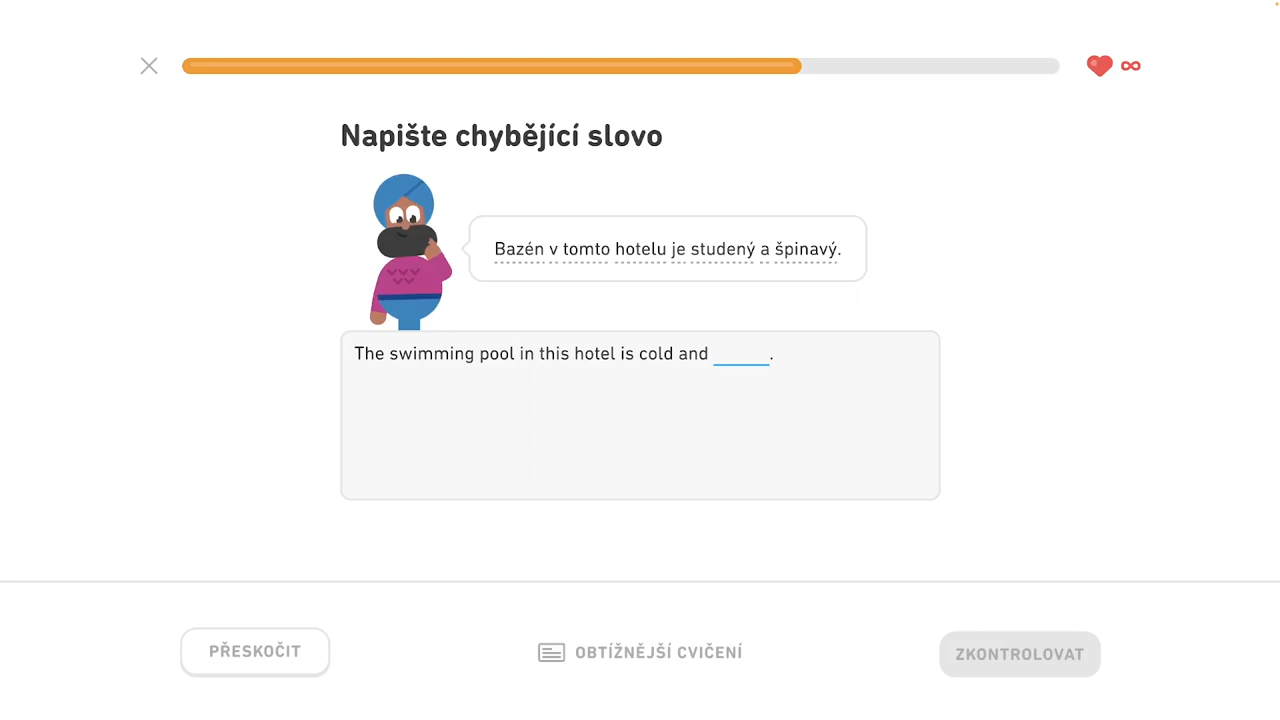 Napište chybějící slovo
Bazén v tomto hotelu je studený a špinavý.
The swimming pool in this hotel is cold and ______.
PŘESKOČIT
OBTÍŽNĚJŠÍ CVIČENÍ
ZKONTROLOVAT